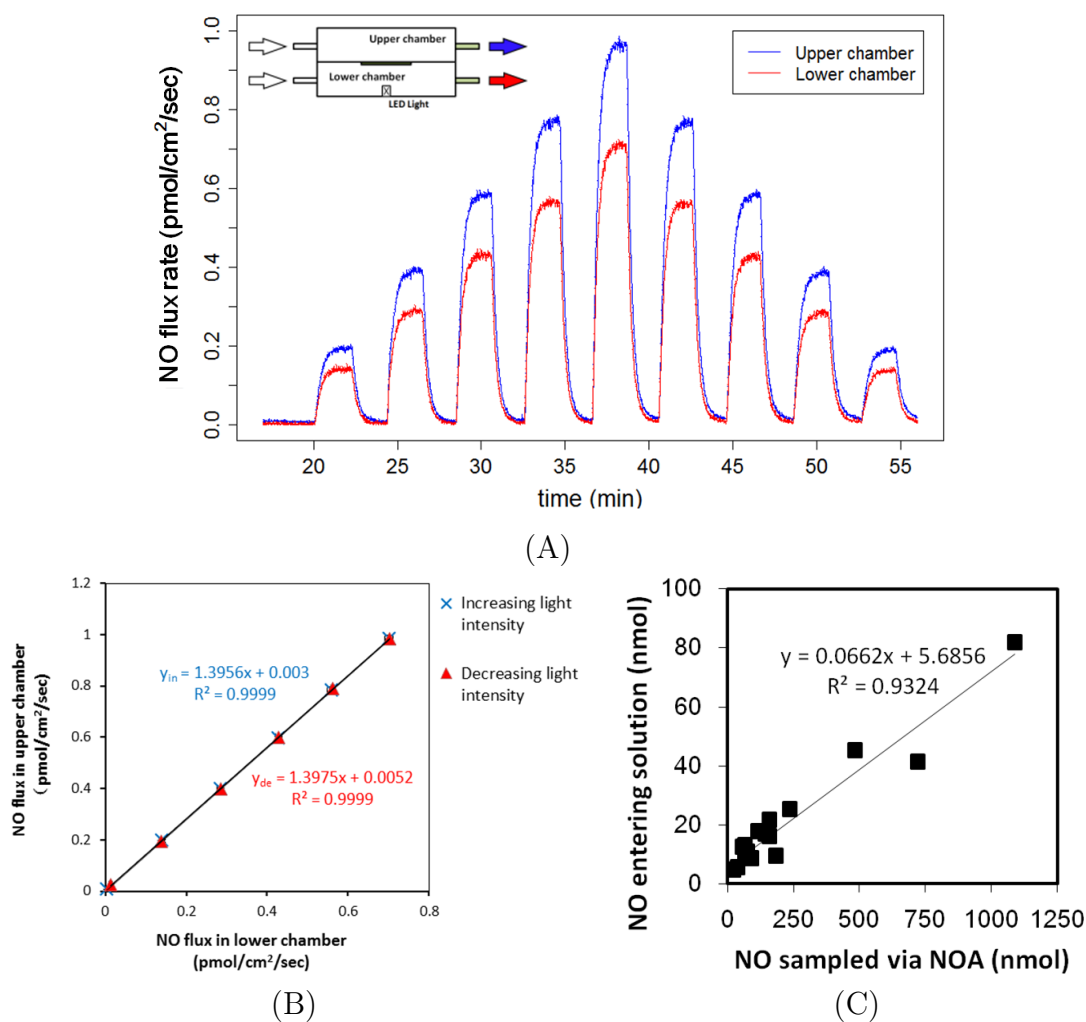 NO flux rate (pmol/cm²/sec)
1.0
0.8
0.6
0.4
0.2
0.0
Upper chamber
Lower chamber
LED Light
Upper chamber
Lower chamber
20 25 30 35 40 45 50 55
time (min)
(A)
NO flux in upper chamber
(pmol/cm²/sec)
1.2
1
0.8
0.6
0.4
0.2
0
yin = 1.3956x + 0.003
R² = 0.9999
yde = 1.3975x + 0.0052
R² = 0.9999
Increasing light
intensity
Decreasing light
intensity
0 0.2 0.4 0.6 0.8
NO flux in lower chamber
(pmol/cm²/sec)
(B)
NO entering solution (nmol)
100
80
60
40
20
0
y = 0.0662x + 5.6856
R² = 0.9324
0 250 500 750 1000 1250
NO sampled via NOA (nmol)
(C)